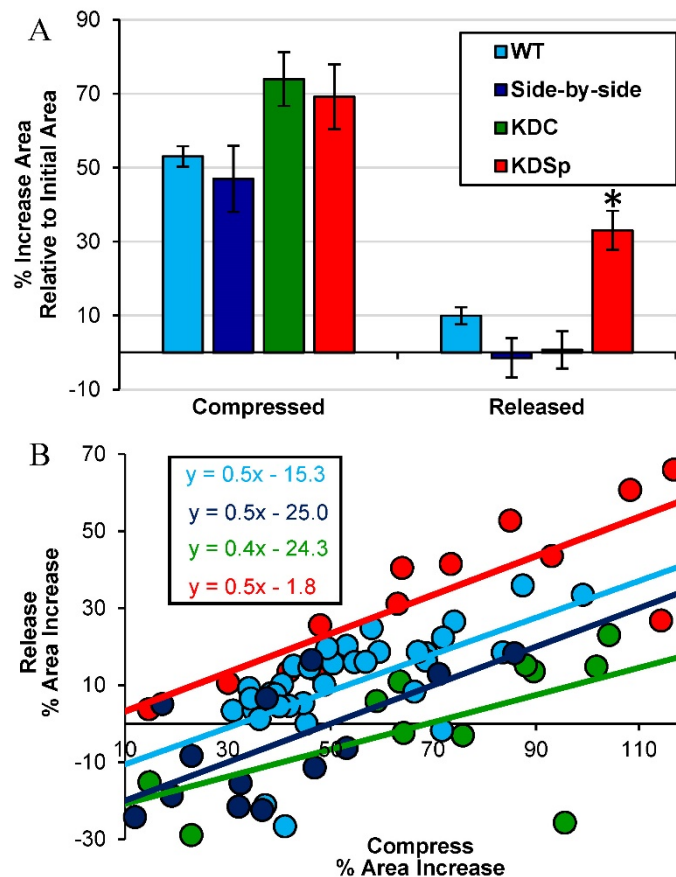 A
% Increase Area
Relative to Initial Area
90
70
50
30
10
-10
WT
Side-by-side
KDC
KDSp
*
Compressed
Released
B
Release
% Area Increase
70
50
30
10
-10
-30
y = 0.5x - 15.3
y = 0.5x - 25.0
y = 0.4x - 24.3
y = 0.5x - 1.8
10
30
50
70
90
110
Compress
% Area Increase